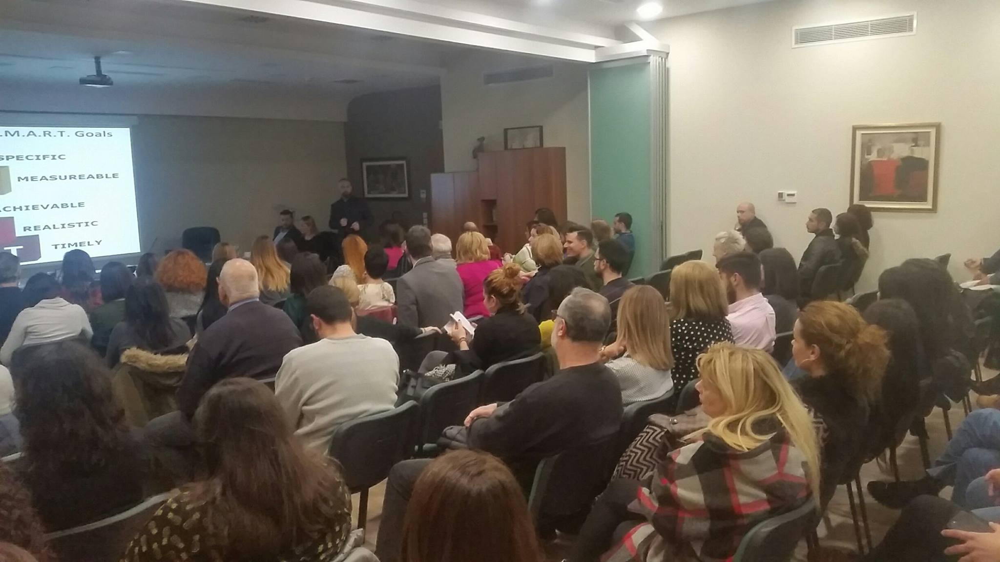 .M.A.R.T. Goals
SPECIFIC
MEASUREABLE
ACHIEVABLE
REALISTIC
T TIMELY